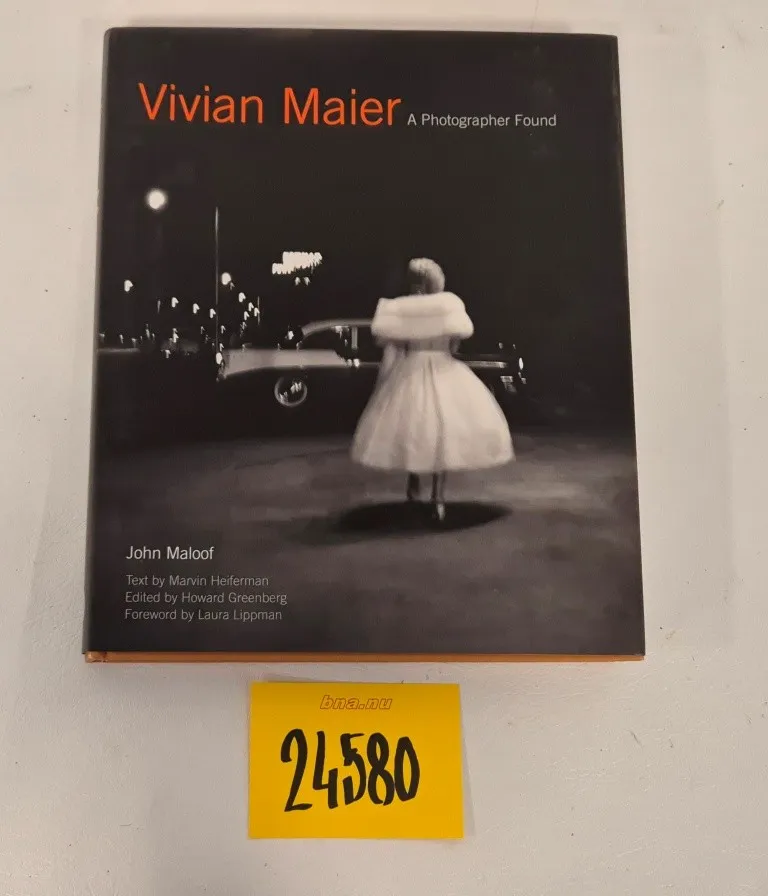 Vivian Maier A Photographer Found
John Maloof
Text by Marvin Heiferman
Edited by Howard Greenberg
Foreword by Laura Lippman
bna.nu
24580